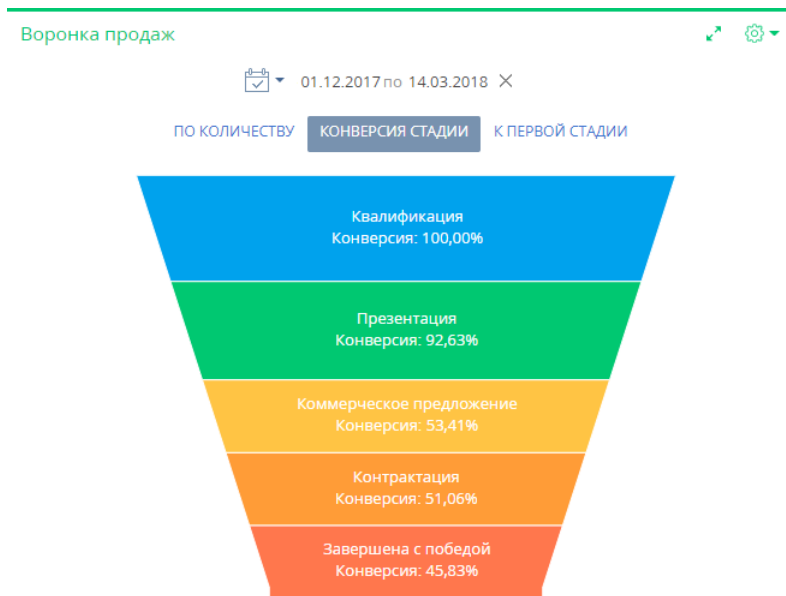 Воронка продаж
01.12.2017 по 14.03.2018
ПО КОЛИЧЕСТВУ КОНВЕРСИЯ СТАДИИ К ПЕРВОЙ СТАДИИ
Квалификация
Конверсия: 100,00%
Презентация
Конверсия: 92,63%
Коммерческое предложение
Конверсия: 53,41%
Контрактация
Конверсия: 51,06%
Завершена с победой
Конверсия: 45,83%